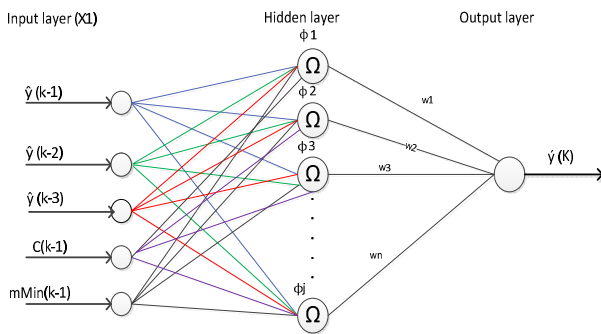 Input layer (X1)
Hidden layer
Output layer
ϕ1
Ω
ŷ (k-1)
w1
ϕ2
Ω
w2
ŷ (k-2)
ϕ3
Ω
w3
ý (K)
ŷ (k-3)
C(k-1)
wn
mMin(k-1)
ϕj
Ω